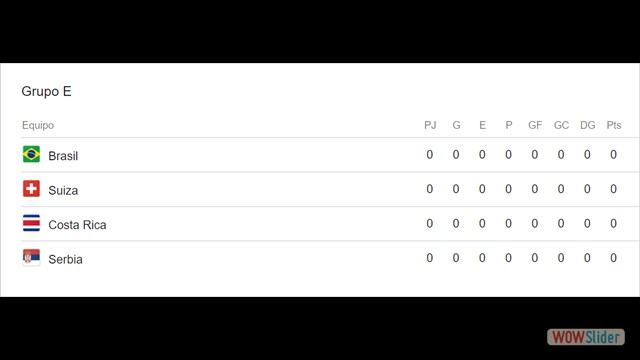 Grupo E
Equipo PJ G E P GF GC DG Pts
Brasil 0 0 0 0 0 0 0 0
Suiza 0 0 0 0 0 0 0 0
Costa Rica 0 0 0 0 0 0 0 0
Serbia 0 0 0 0 0 0 0 0
WOWSlider